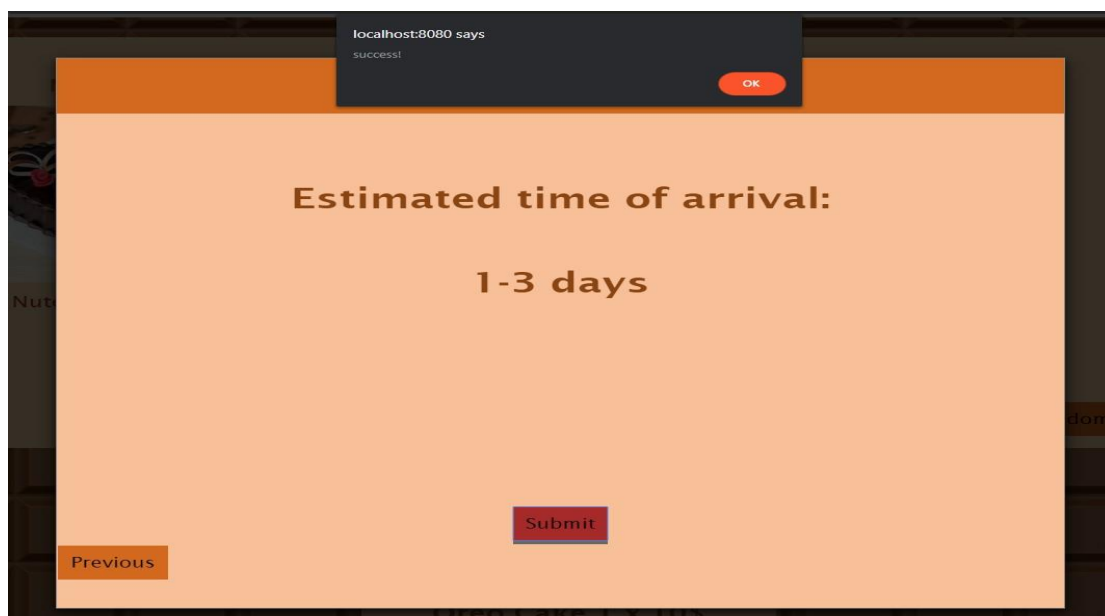 localhost:8080 says
success!
OK
Estimated time of arrival:
1-3 days
Submit
Previous